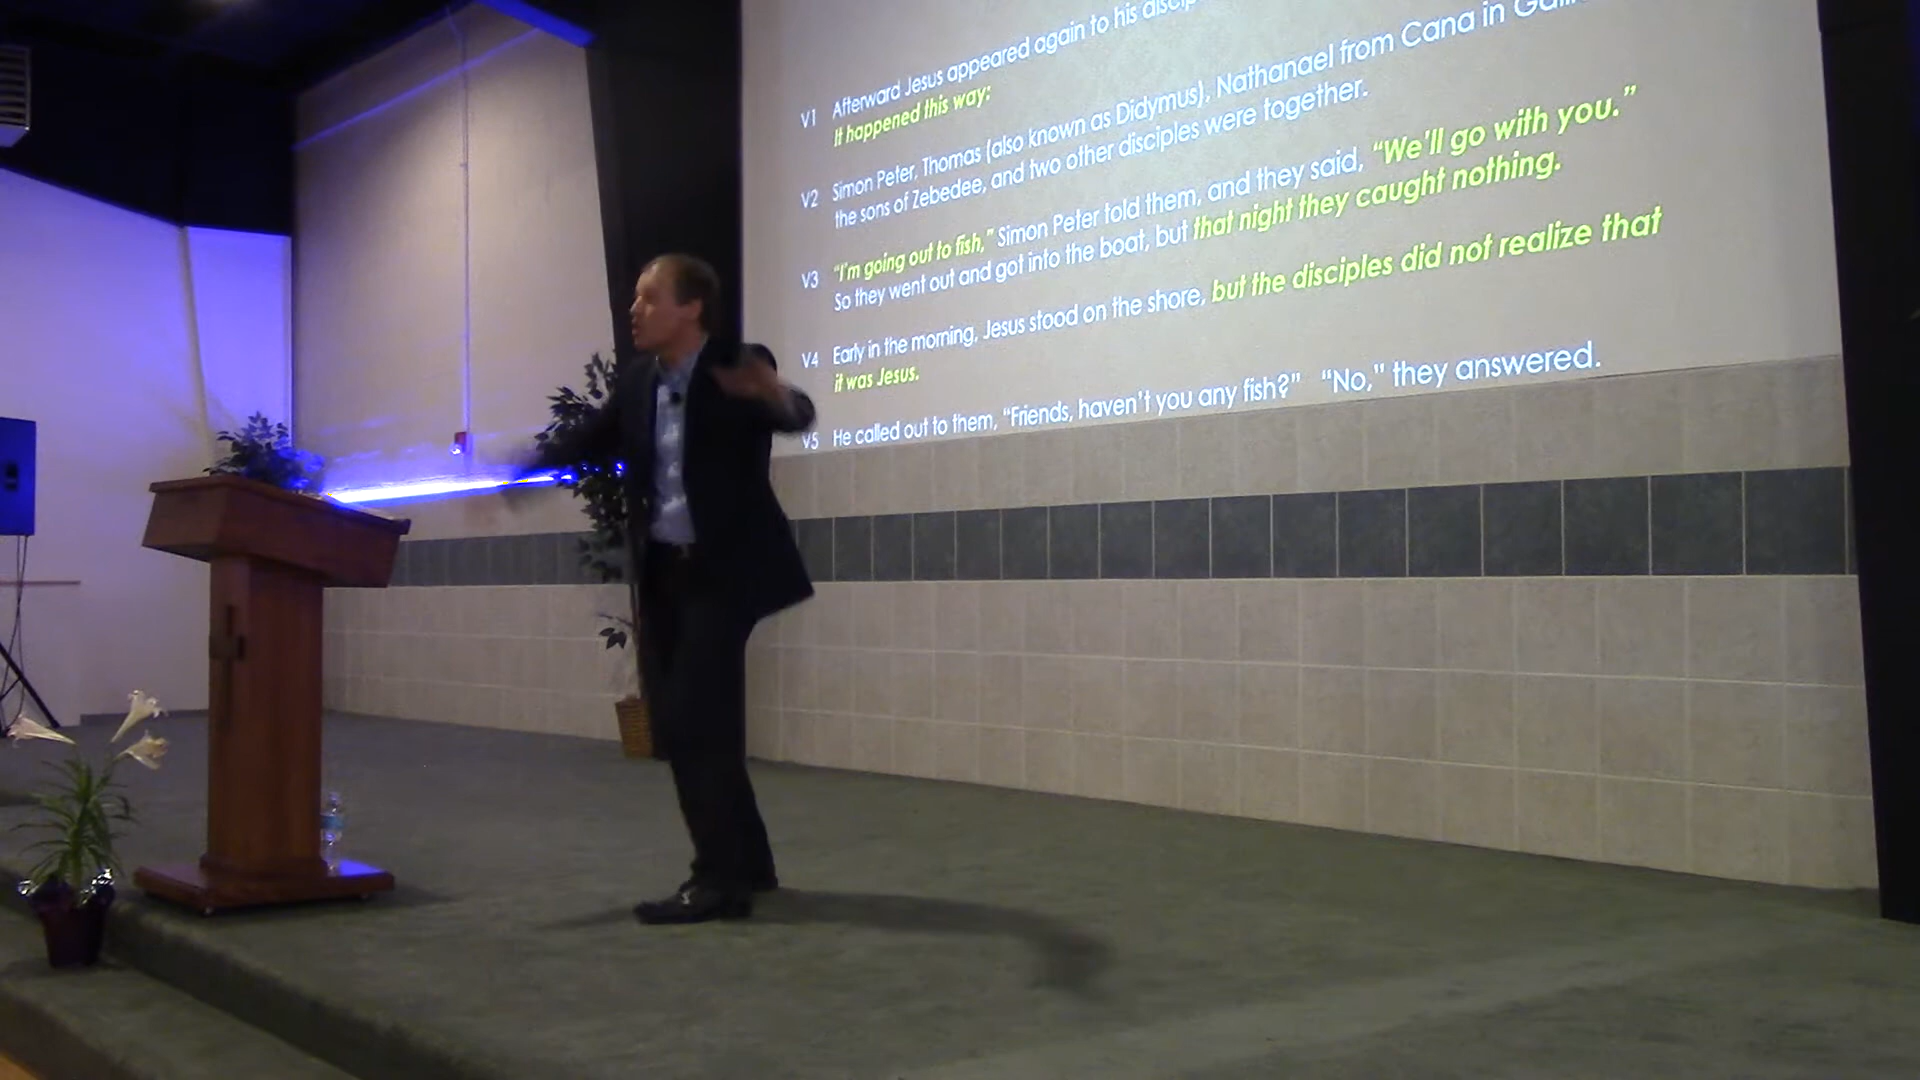 V1 Afterward Jesus appeared again to his
It happened this way:
V2 Simon Peter, Thomas (also known as Didymus), Nathanael from Cana in
the sons of Zebedee, and two other disciples were together.
V3 "I'm going out to fish," Simon Peter told them, and they said, "We'll go with you."
So they went out and got into the boat, but that night they caught nothing.
V4 Early in the morning, Jesus stood on the shore, but the disciples did not realize that
it was Jesus.
V5 He called out to them, "Friends, haven't you any fish?" "No," they answered.